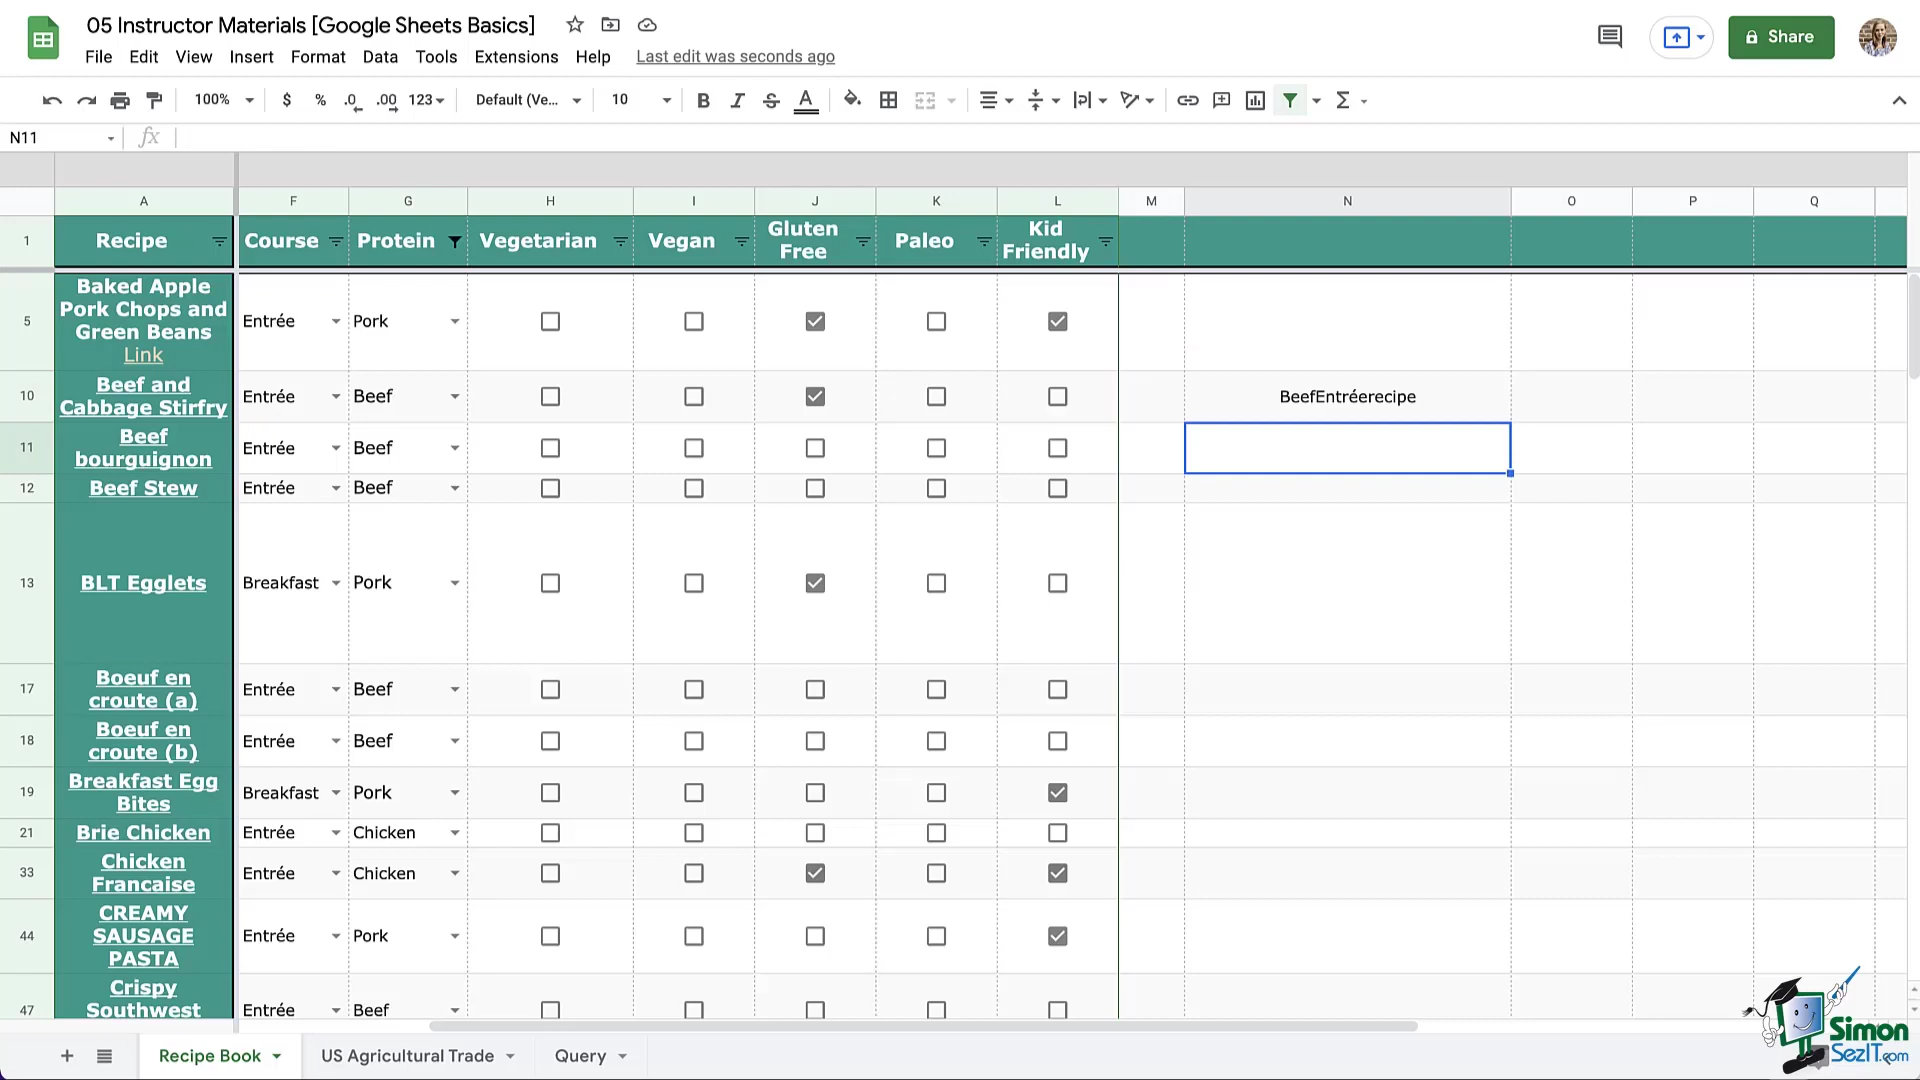 05 Instructor Materials [Google Sheets Basics]
File Edit View Insert Format Data Tools Extensions Help Last edit was seconds ago
Share
100% $ % .0 .00 123 Default (Ve... 10 B I S A Σ
N11 fx
A F G H I J K L M N O P Q
1 Recipe Course Protein Vegetarian Vegan Gluten Free Paleo Kid Friendly
5 Baked Apple Pork Chops and Green Beans Link Entrée Pork
10 Beef and Cabbage Stirfry Entrée Beef BeefEntréerecipe
11 Beef bourguignon Entrée Beef
12 Beef Stew Entrée Beef
13 BLT Egglets Breakfast Pork
17 Boeuf en croute (a) Entrée Beef
18 Boeuf en croute (b) Entrée Beef
19 Breakfast Egg Bites Breakfast Pork
21 Brie Chicken Entrée Chicken
33 Chicken Francaise Entrée Chicken
44 CREAMY SAUSAGE PASTA Entrée Pork
47 Crispy Southwest Entrée Beef
Recipe Book US Agricultural Trade Query
Simon
SezIT.com